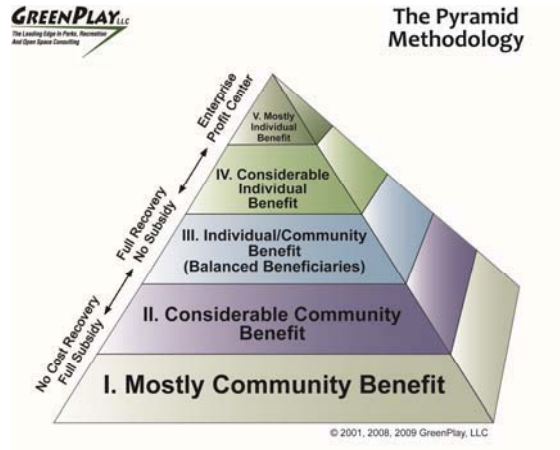 GREENPLAY LLC
The Leading Edge In Parks, Recreation
And Open Space Consulting
The Pyramid
Methodology
Enterprise
Profit Center
V. Mostly
Individual
Benefit
IV. Considerable
Individual
Benefit
Full Recovery
No Subsidy
III. Individual/Community
Benefit
(Balanced Beneficiaries)
II. Considerable Community
Benefit
No Cost Recovery
Full Subsidy
I. Mostly Community Benefit
© 2001, 2008, 2009 GreenPlay, LLC